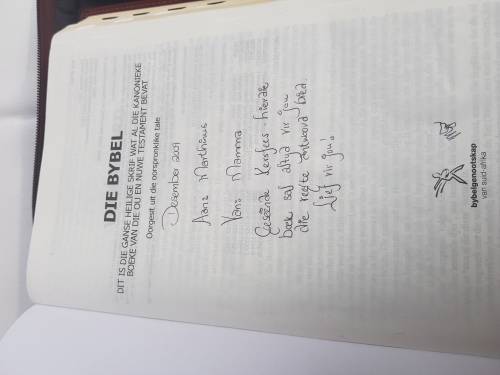 DIE BYBEL
DIT IS DIE GANSE HEILIGE SKRIF WAT AL DIE KANONIEKE
BOEKE VAN DIE OU EN NUWE TESTAMENT BEVAT
Oorgesit uit die oorspronklike tale
Desember 2001
Aan: Marthinus
Van: Mamma
Geseënde Kersfees - hierdie
boek sal altyd vir jou
die regte antwoord bied.
Lief vir jou!
bybelgenootskap
van suid-afrika